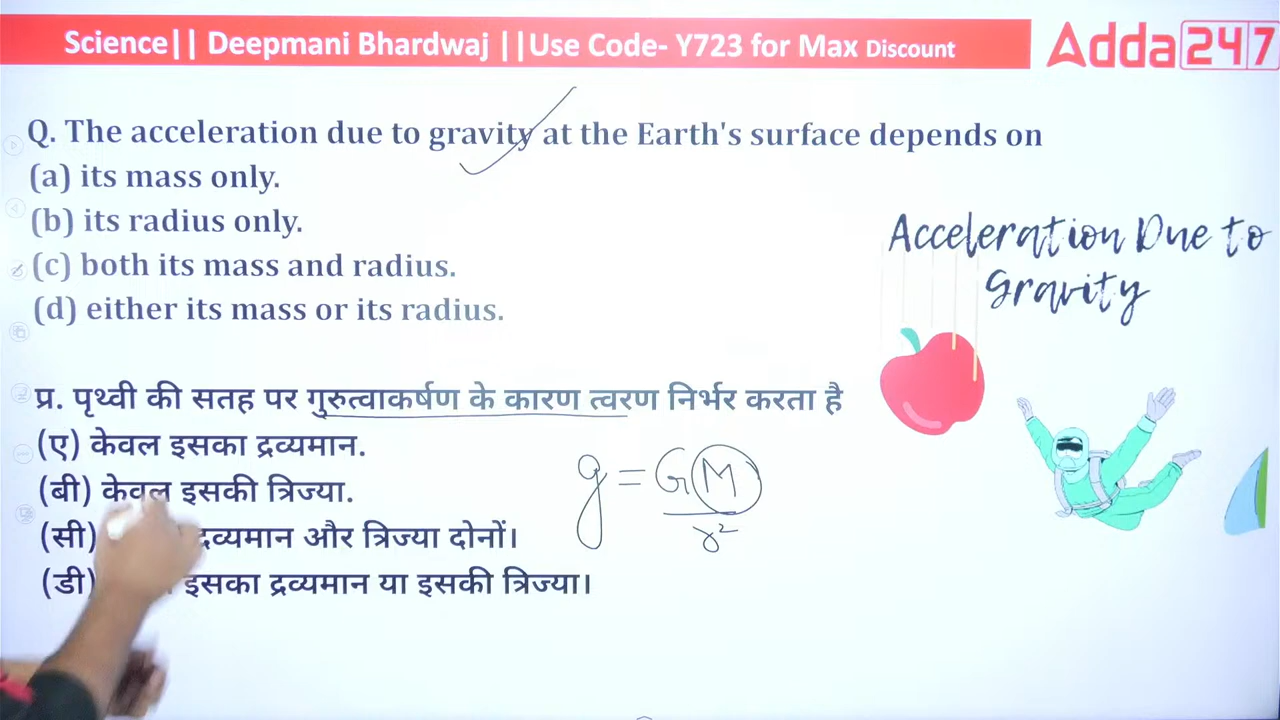 Science|| Deepmani Bhardwaj ||Use Code- Y723 for Max Discount
Adda247
Q. The acceleration due to gravity at the Earth's surface depends on
(a) its mass only.
(b) its radius only.
(c) both its mass and radius.
(d) either its mass or its radius.
Acceleration Due to
Gravity
प्र. पृथ्वी की सतह पर गुरुत्वाकर्षण के कारण त्वरण निर्भर करता है
(ए) केवल इसका द्रव्यमान.
(बी) केवल इसकी त्रिज्या.
(सी) द्रव्यमान और त्रिज्या दोनों।
(डी) इसका द्रव्यमान या इसकी त्रिज्या।
g = GM
r²